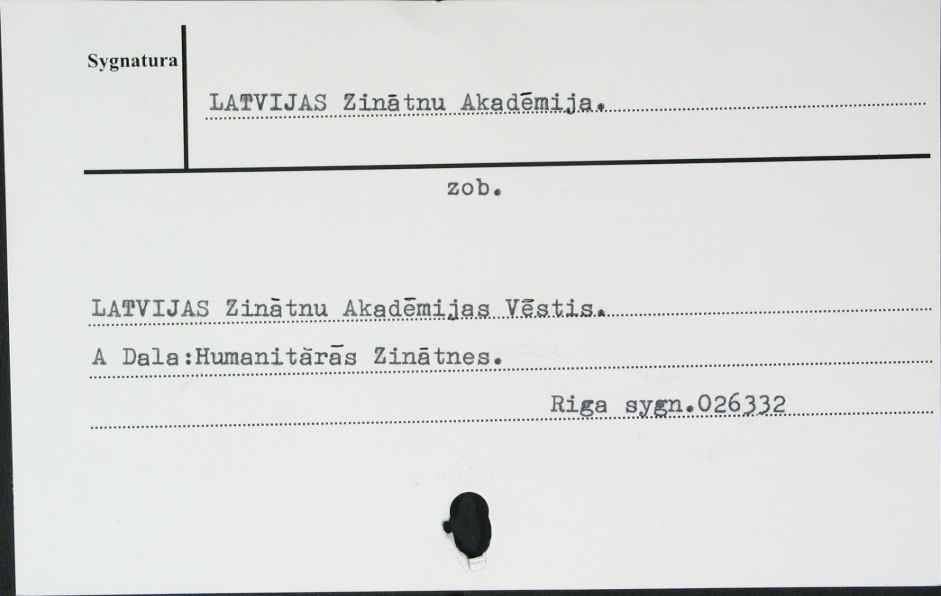 Sygnatura
LATVIJAS Zinātnu Akadēmija.
zob.
LATVIJAS Zinātnu Akadēmijas Vēstis.
A Dala:Humanitārās Zinātnes.
Riga sygn.026332